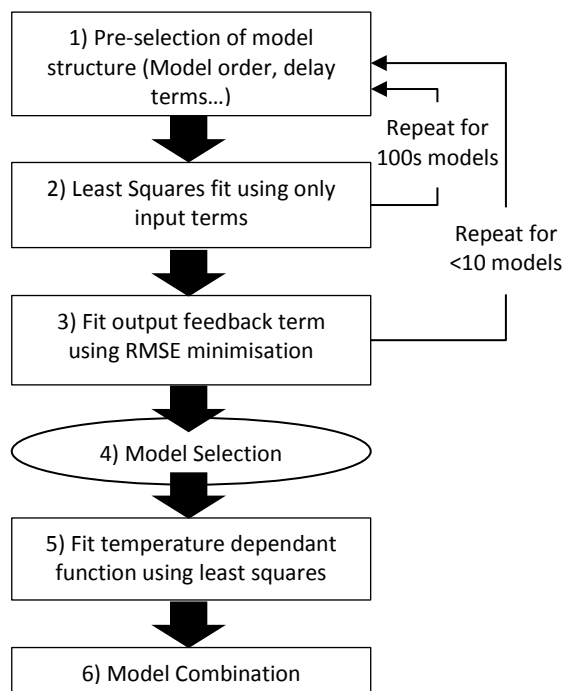 1) Pre-selection of model
structure (Model order, delay
terms…)
Repeat for
100s models
2) Least Squares fit using only
input terms
Repeat for
<10 models
3) Fit output feedback term
using RMSE minimisation
4) Model Selection
5) Fit temperature dependant
function using least squares
6) Model Combination